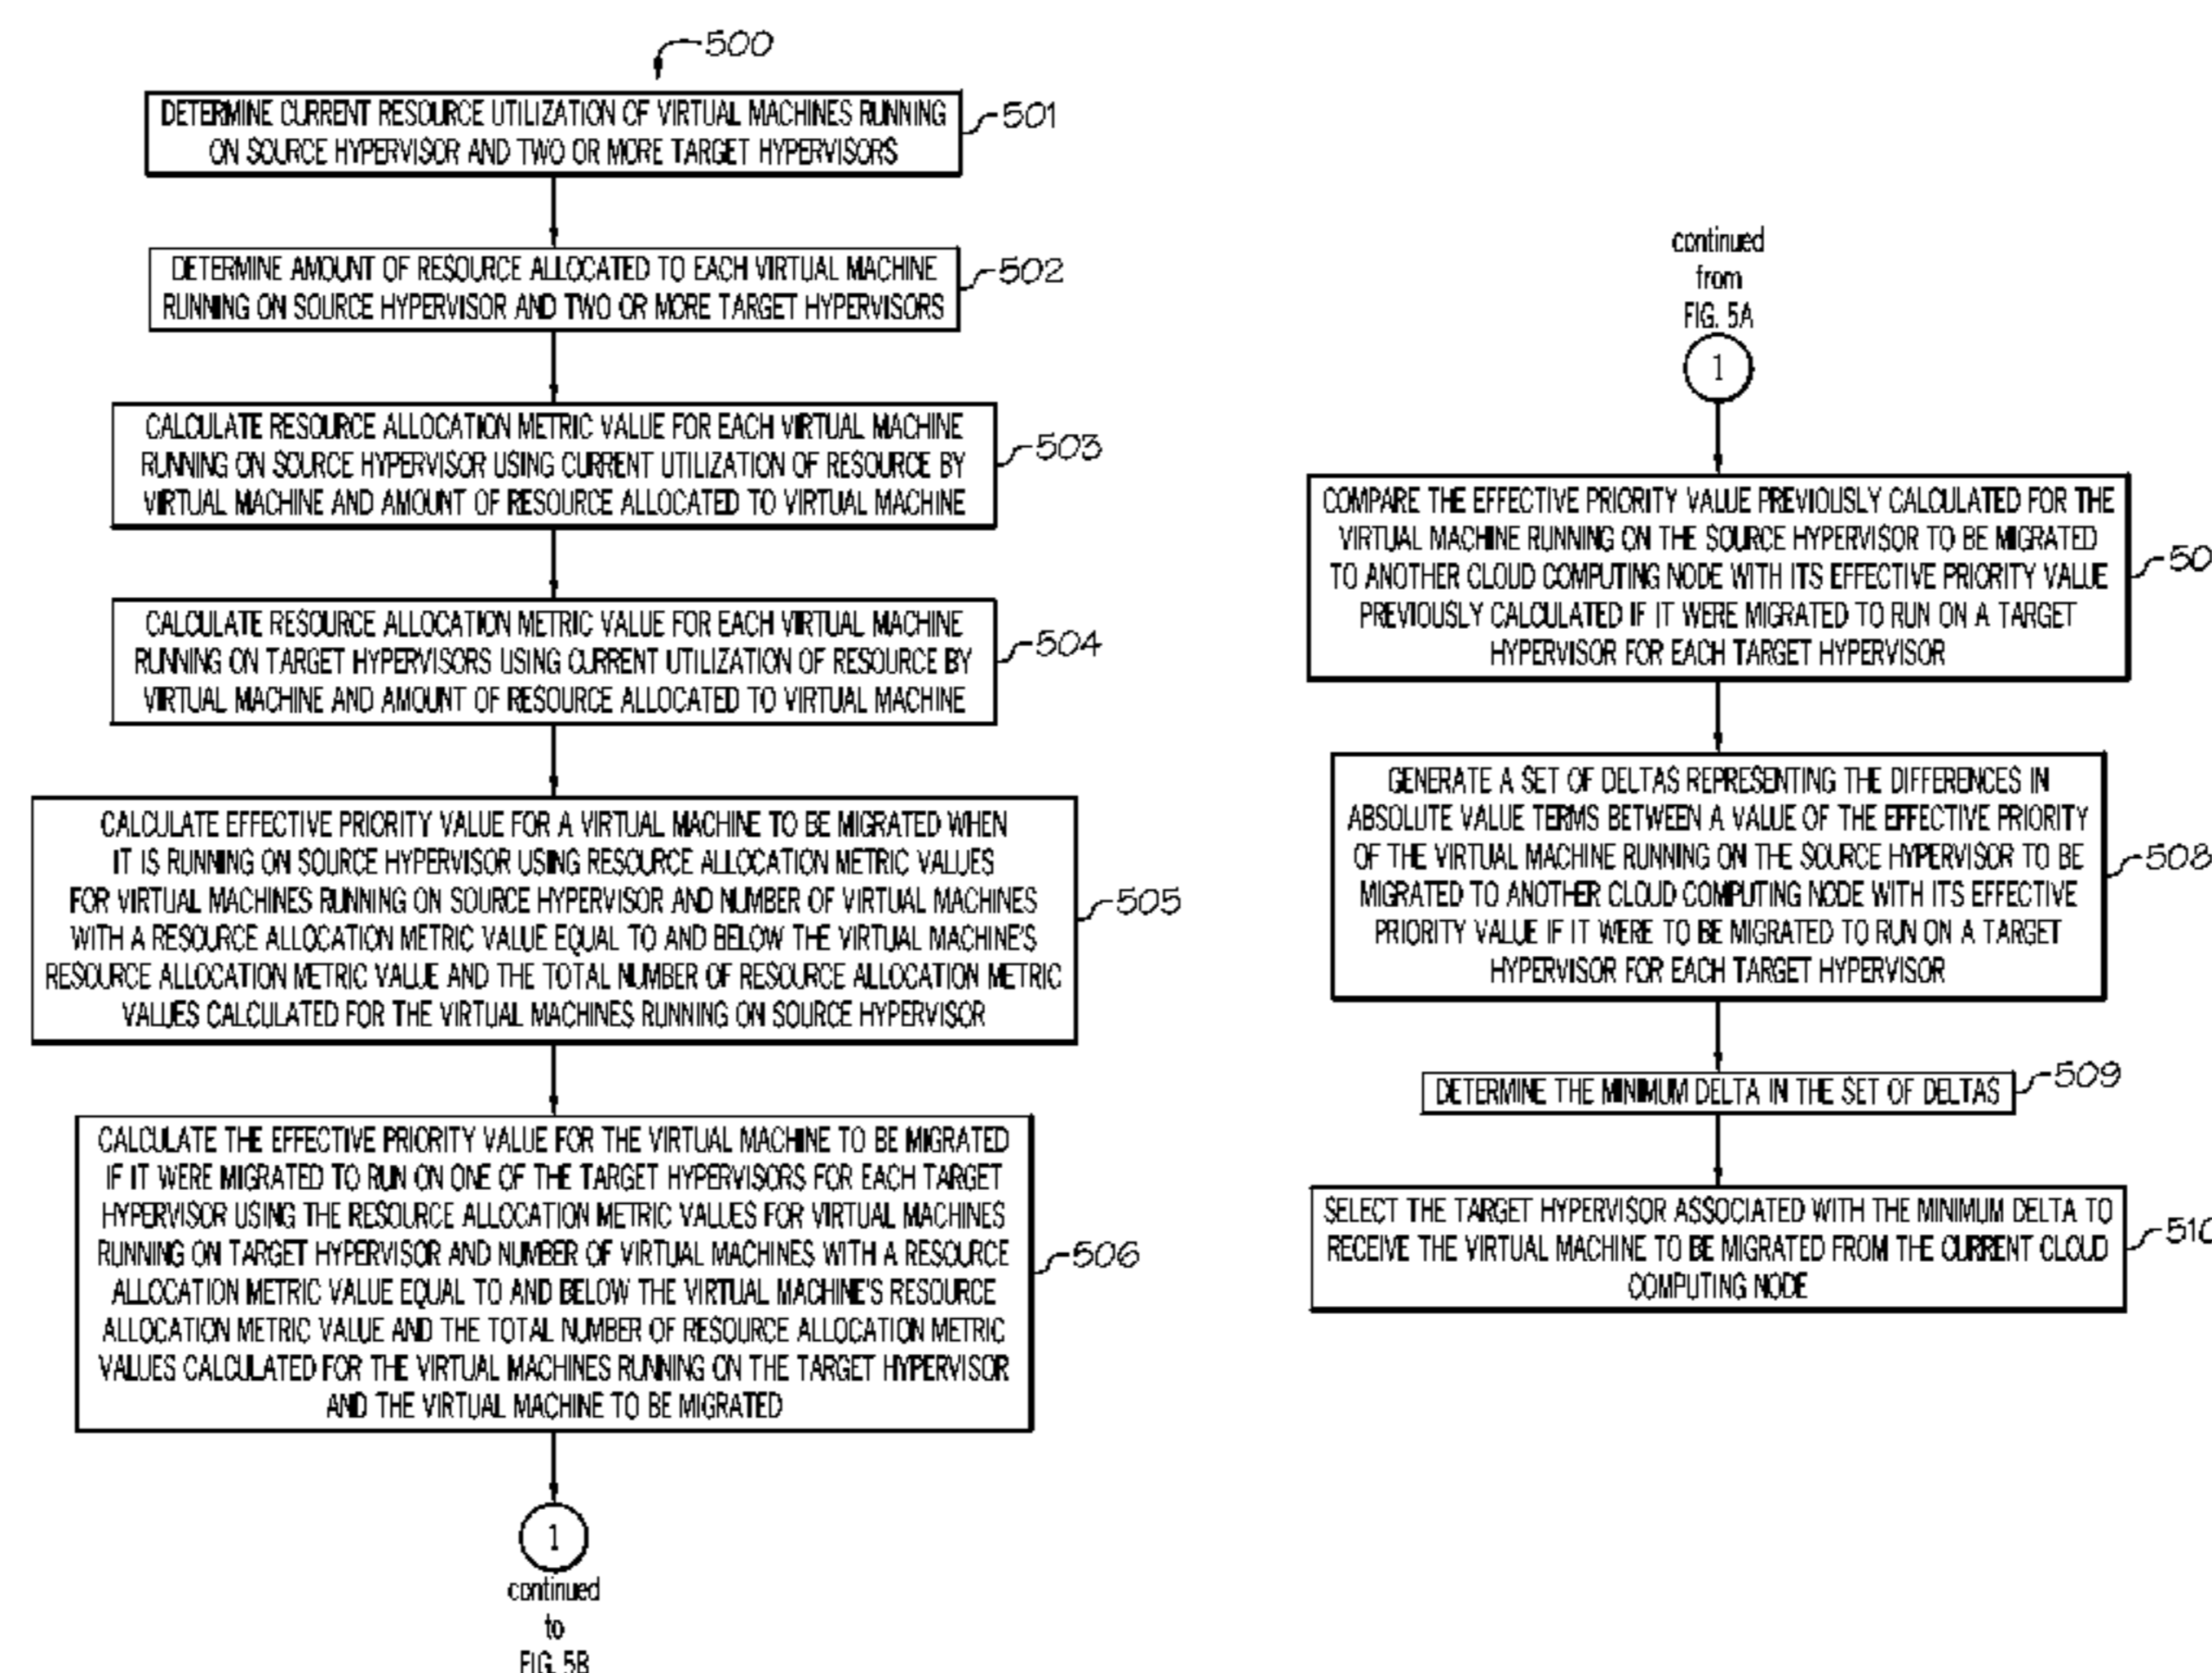 500
DETERMINE CURRENT RESOURCE UTILIZATION OF VIRTUAL MACHINES RUNNING
ON SOURCE HYPERVISOR AND TWO OR MORE TARGET HYPERVISORS
501
DETERMINE AMOUNT OF RESOURCE ALLOCATED TO EACH VIRTUAL MACHINE
RUNNING ON SOURCE HYPERVISOR AND TWO OR MORE TARGET HYPERVISORS
502
CALCULATE RESOURCE ALLOCATION METRIC VALUE FOR EACH VIRTUAL MACHINE
RUNNING ON SOURCE HYPERVISOR USING CURRENT UTILIZATION OF RESOURCE BY
VIRTUAL MACHINE AND AMOUNT OF RESOURCE ALLOCATED TO VIRTUAL MACHINE
503
CALCULATE RESOURCE ALLOCATION METRIC VALUE FOR EACH VIRTUAL MACHINE
RUNNING ON TARGET HYPERVISORS USING CURRENT UTILIZATION OF RESOURCE BY
VIRTUAL MACHINE AND AMOUNT OF RESOURCE ALLOCATED TO VIRTUAL MACHINE
504
CALCULATE EFFECTIVE PRIORITY VALUE FOR A VIRTUAL MACHINE TO BE MIGRATED WHEN
IT IS RUNNING ON SOURCE HYPERVISOR USING RESOURCE ALLOCATION METRIC VALUES
FOR VIRTUAL MACHINES RUNNING ON SOURCE HYPERVISOR AND NUMBER OF VIRTUAL MACHINES
WITH A RESOURCE ALLOCATION METRIC VALUE EQUAL TO AND BELOW THE VIRTUAL MACHINE'S
RESOURCE ALLOCATION METRIC VALUE AND THE TOTAL NUMBER OF RESOURCE ALLOCATION METRIC
VALUES CALCULATED FOR THE VIRTUAL MACHINES RUNNING ON SOURCE HYPERVISOR
505
CALCULATE THE EFFECTIVE PRIORITY VALUE FOR THE VIRTUAL MACHINE TO BE MIGRATED
IF IT WERE MIGRATED TO RUN ON ONE OF THE TARGET HYPERVISORS FOR EACH TARGET
HYPERVISOR USING THE RESOURCE ALLOCATION METRIC VALUES FOR VIRTUAL MACHINES
RUNNING ON TARGET HYPERVISOR AND NUMBER OF VIRTUAL MACHINES WITH A RESOURCE
ALLOCATION METRIC VALUE EQUAL TO AND BELOW THE VIRTUAL MACHINE'S RESOURCE
ALLOCATION METRIC VALUE AND THE TOTAL NUMBER OF RESOURCE ALLOCATION METRIC
VALUES CALCULATED FOR THE VIRTUAL MACHINES RUNNING ON THE TARGET HYPERVISOR
AND THE VIRTUAL MACHINE TO BE MIGRATED
506
1
continued
to
FIG. 5B
continued
from
FIG. 5A
1
COMPARE THE EFFECTIVE PRIORITY VALUE PREVIOUSLY CALCULATED FOR THE
VIRTUAL MACHINE RUNNING ON THE SOURCE HYPERVISOR TO BE MIGRATED
TO ANOTHER CLOUD COMPUTING NODE WITH ITS EFFECTIVE PRIORITY VALUE
PREVIOUSLY CALCULATED IF IT WERE MIGRATED TO RUN ON A TARGET
HYPERVISOR FOR EACH TARGET HYPERVISOR
GENERATE A SET OF DELTAS REPRESENTING THE DIFFERENCES IN
ABSOLUTE VALUE TERMS BETWEEN A VALUE OF THE EFFECTIVE PRIORITY
OF THE VIRTUAL MACHINE RUNNING ON THE SOURCE HYPERVISOR TO BE
MIGRATED TO ANOTHER CLOUD COMPUTING NODE WITH ITS EFFECTIVE
PRIORITY VALUE IF IT WERE TO BE MIGRATED TO RUN ON A TARGET
HYPERVISOR FOR EACH TARGET HYPERVISOR
508
DETERMINE THE MINIMUM DELTA IN THE SET OF DELTAS
509
SELECT THE TARGET HYPERVISOR ASSOCIATED WITH THE MINIMUM DELTA TO
RECEIVE THE VIRTUAL MACHINE TO BE MIGRATED FROM THE CURRENT CLOUD
COMPUTING NODE
510